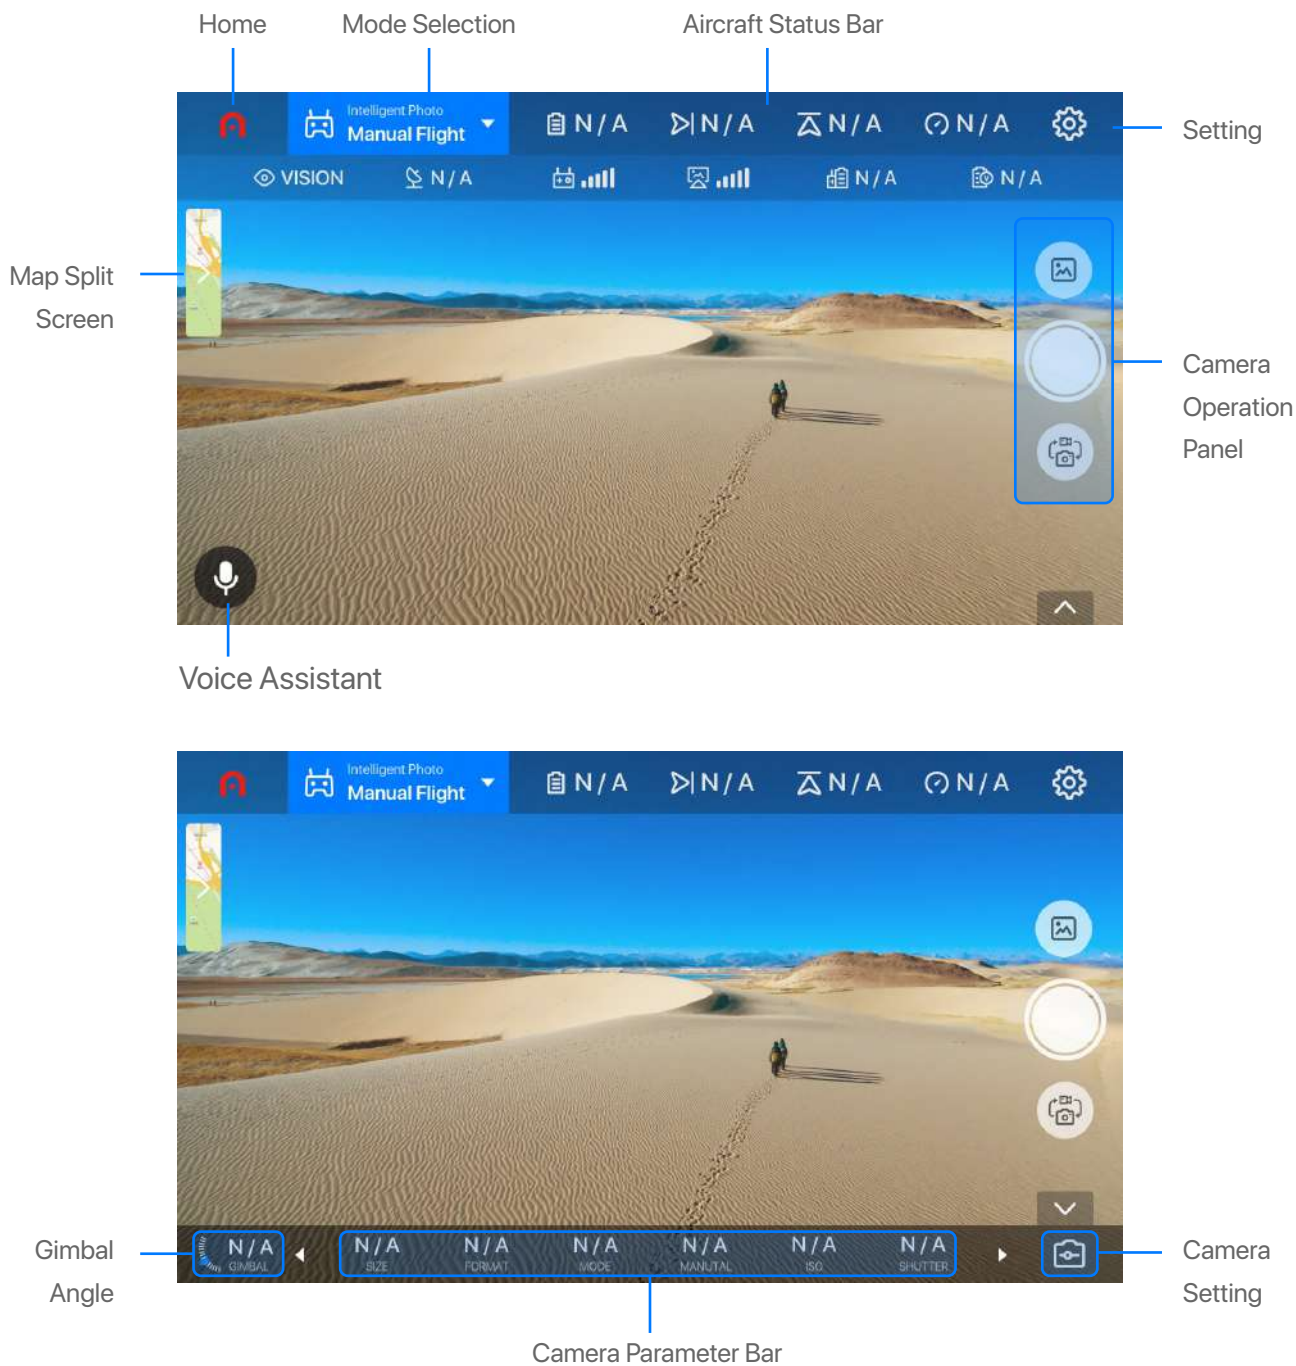 Home
Mode Selection
Aircraft Status Bar
Intelligent Photo
Manual Flight
N/A
N/A
N/A
N/A
Setting
VISION
N/A
N/A
N/A
Map Split
Screen
Camera
Operation
Panel
Voice Assistant
Intelligent Photo
Manual Flight
N/A
N/A
N/A
N/A
Gimbal
Angle
N/A
GIMBAL
N/A
SIZE
N/A
FORMAT
N/A
MODE
N/A
MANUTAL
N/A
ISO
N/A
SHUTTER
Camera
Setting
Camera Parameter Bar